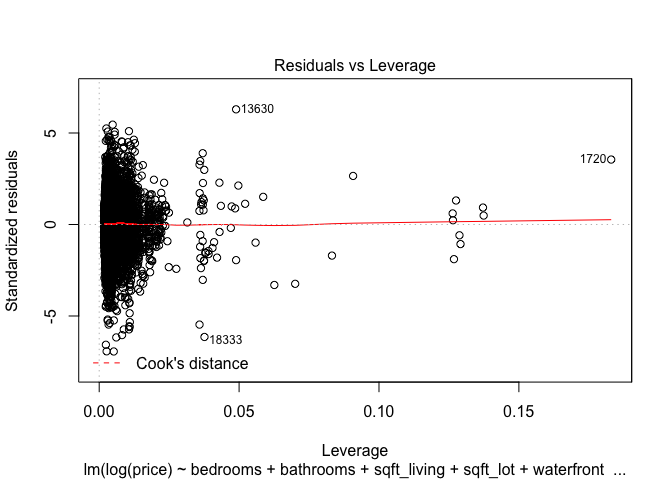 Residuals vs Leverage
Standardized residuals
5
0
-5
13630
1720
18333
Cook's distance
0.00 0.05 0.10 0.15
Leverage
lm(log(price) ~ bedrooms + bathrooms + sqft_living + sqft_lot + waterfront ...